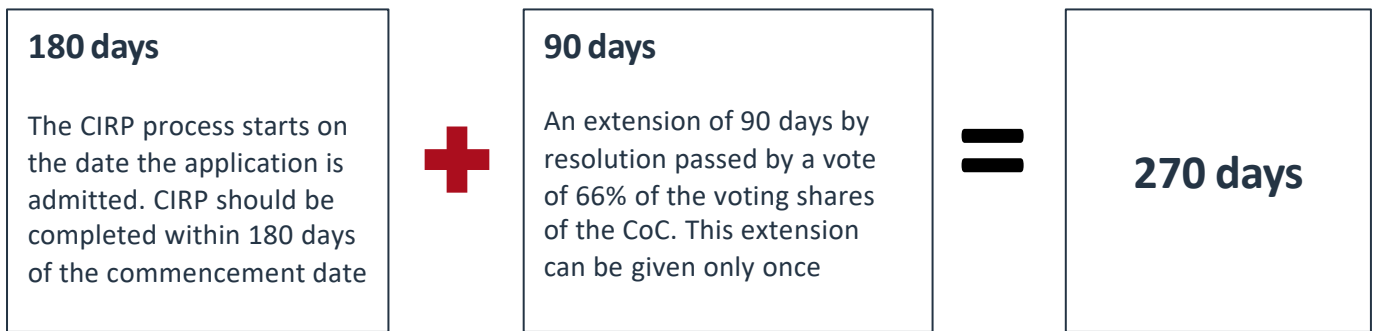 180 days
The CIRP process starts on
the date the application is
admitted. CIRP should be
completed within 180 days
of the commencement date
90 days
An extension of 90 days by
resolution passed by a vote
of 66% of the voting shares
of the CoC. This extension
can be given only once
270 days